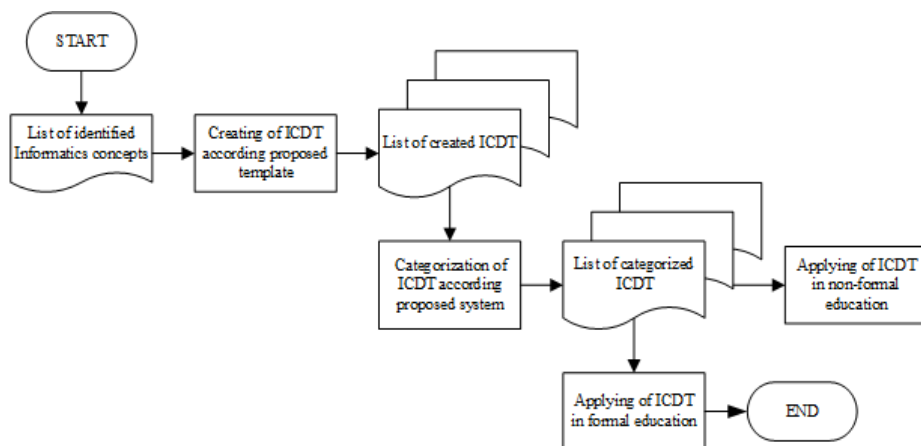 START
List of identified
Informatics concepts
Creating of ICDT
according proposed
template
List of created ICDT
Categorization of
ICDT according
proposed system
List of categorized
ICDT
Applying of ICDT
in non-formal
education
Applying of ICDT
in formal education
END